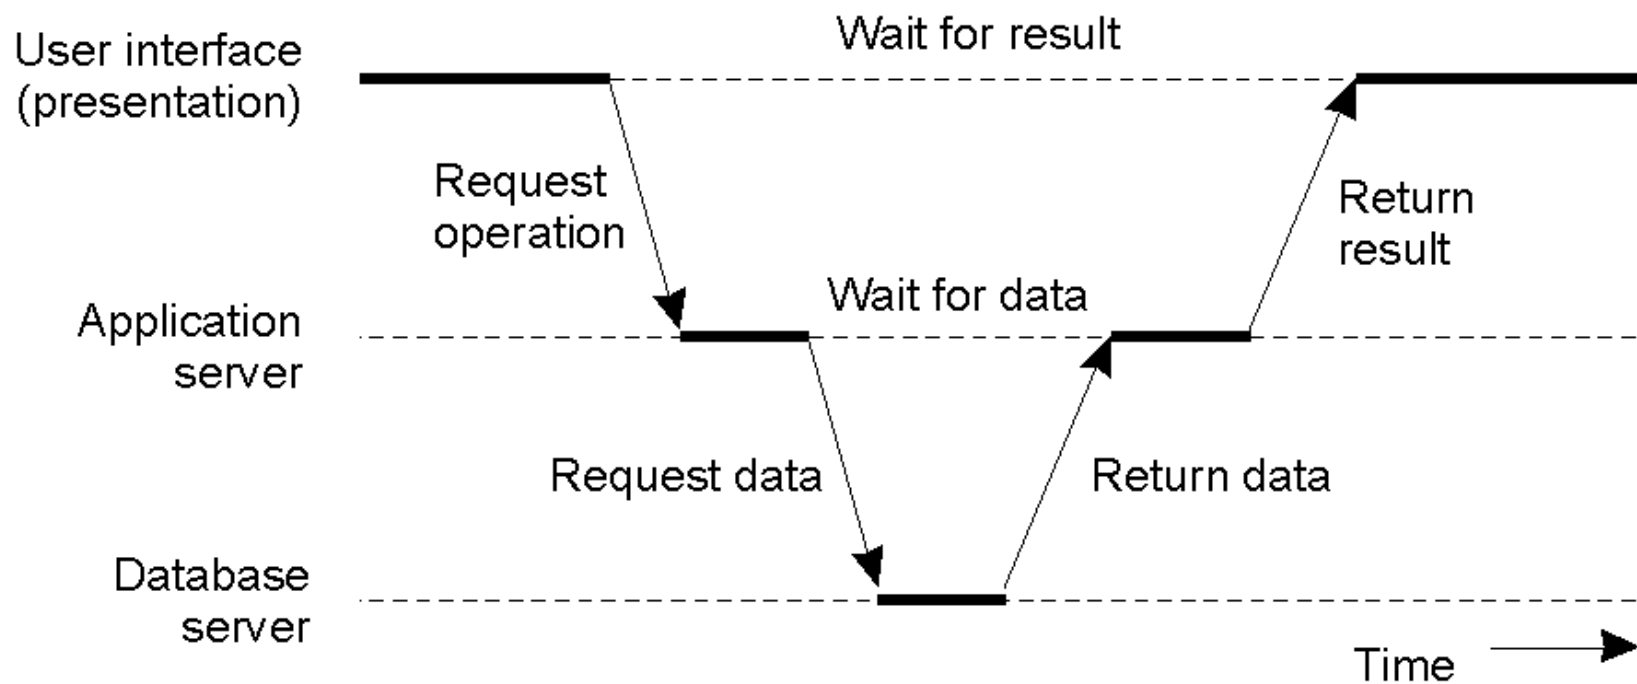 User interface
(presentation)
Wait for result
Request
operation
Return
result
Wait for data
Application
server
Request data
Return data
Database
server
Time